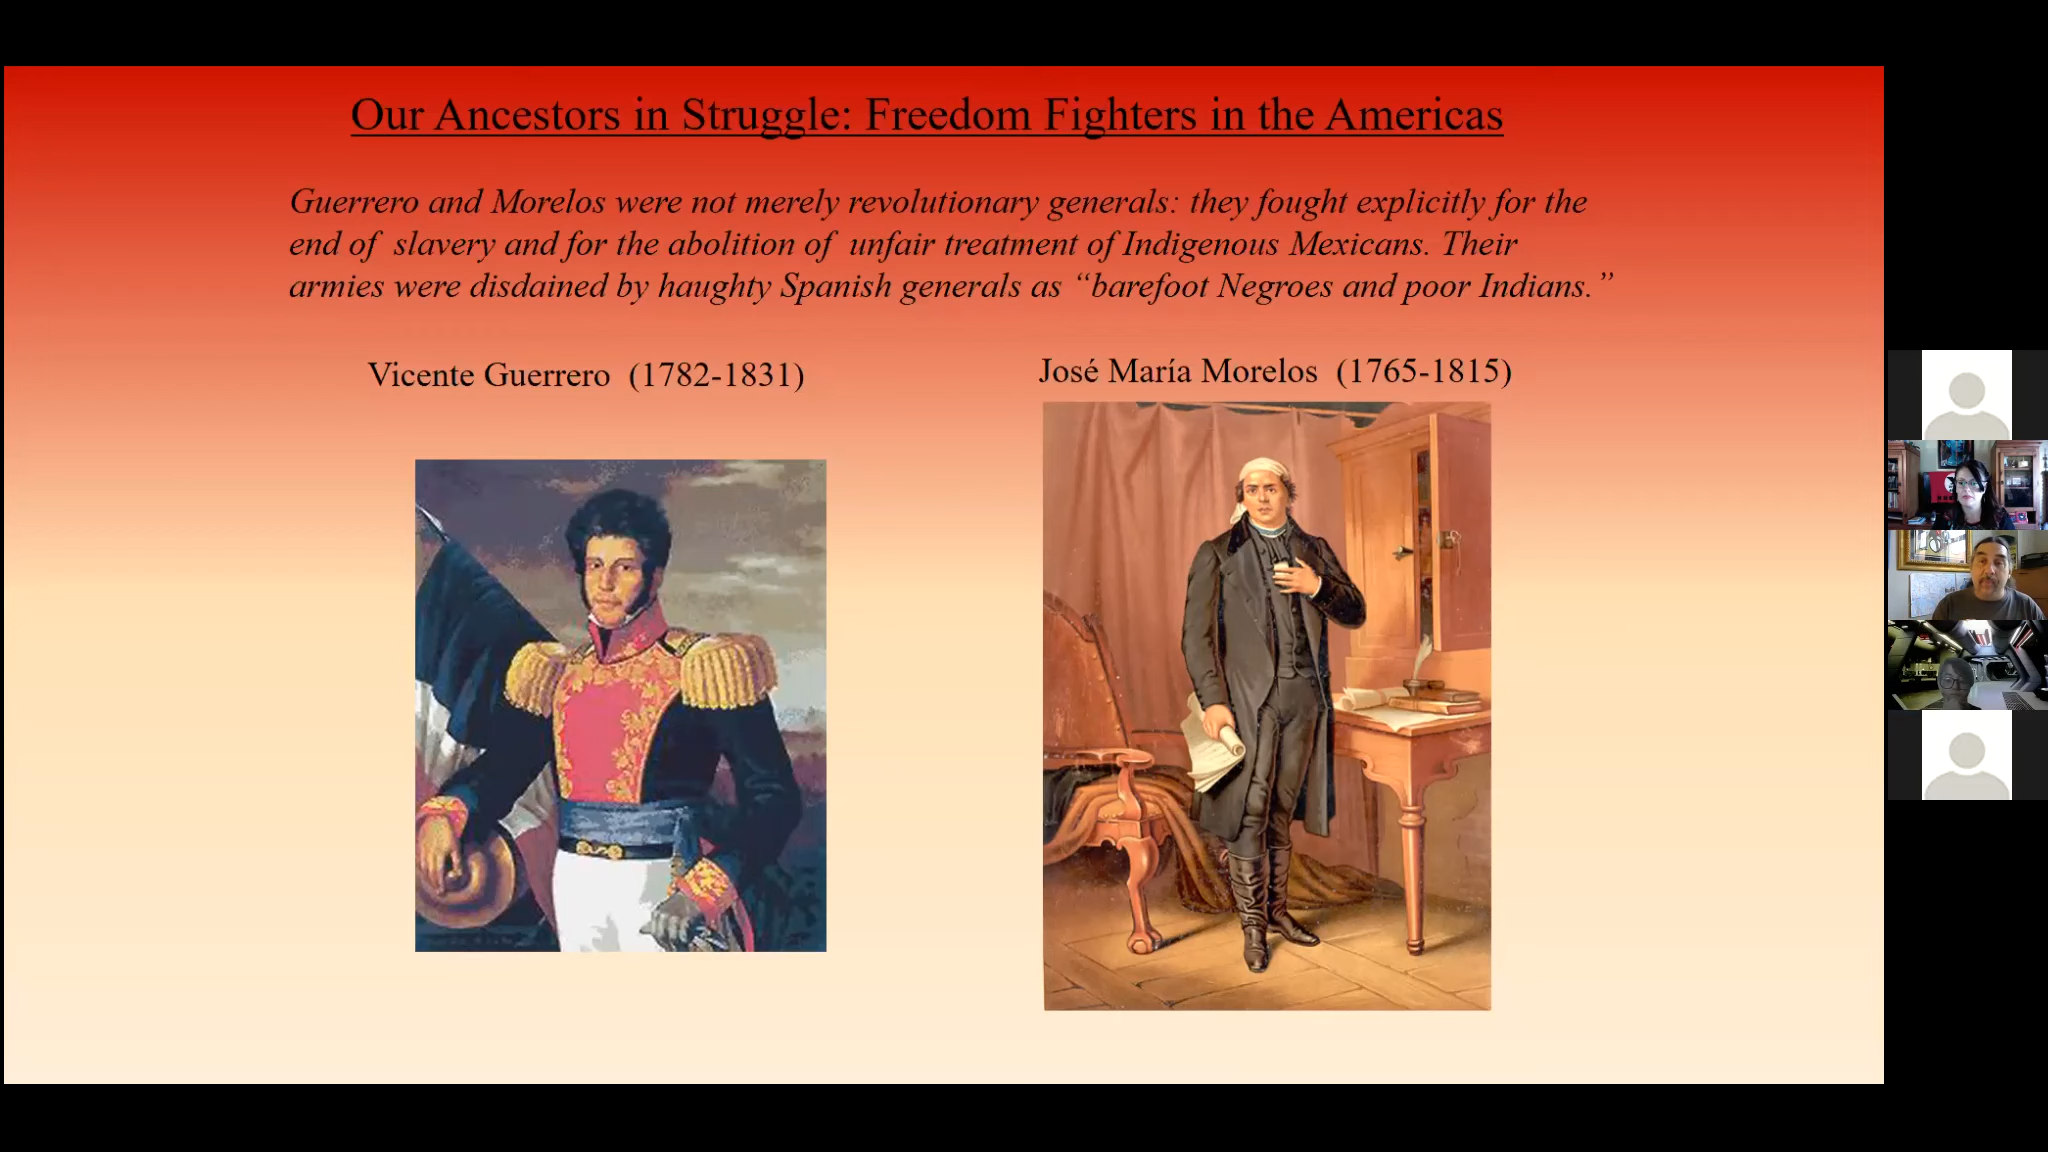 Our Ancestors in Struggle: Freedom Fighters in the Americas
Guerrero and Morelos were not merely revolutionary generals: they fought explicitly for the
end of slavery and for the abolition of unfair treatment of Indigenous Mexicans. Their
armies were disdained by haughty Spanish generals as “barefoot Negroes and poor Indians.”
Vicente Guerrero (1782-1831)
José María Morelos (1765-1815)